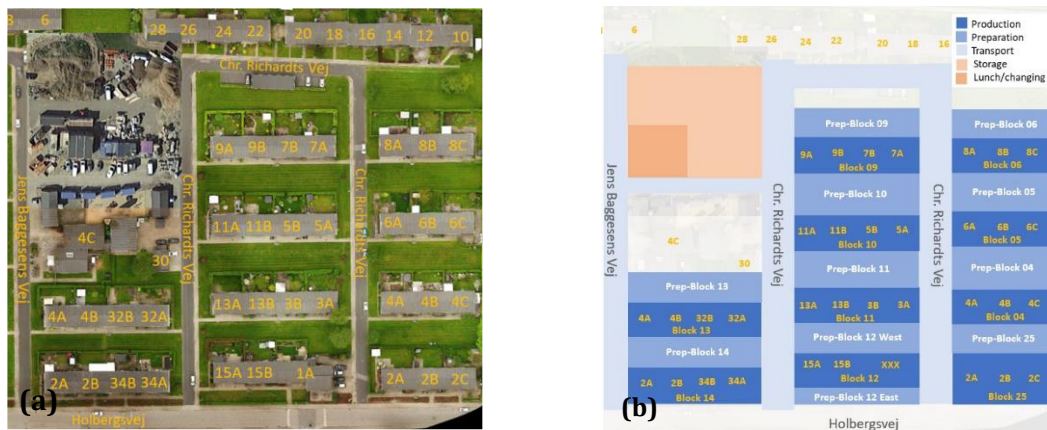 3 6
28 26 24 22 20 18 16 14 12 10
Chr. Richardts Vej
9A 9B 7B 7A
8A 8B 8C
11A 11B 5B 5A
6A 6B 6C
Jens Baggesens Vej
Chr. Richardts Vej
Chr. Richardts Vej
4C
30
13A 13B 3B 3A
4A 4B 4C
4A 4B 32B 32A
15A 15B 1A
2A 2B 34B 34A
2A 2B 2C
(a)
Holbergsvej
6
28 26 24 22 20 18 16
Production
Preparation
Transport
Storage
Lunch/changing
Prep-Block 09
Prep-Block 06
9A 9B 7B 7A
Block 09
8A 8B 8C
Block 06
Prep-Block 10
Prep-Block 05
11A 11B 5B 5A
Block 10
6A 6B 6C
Block 05
Jens Baggesens Vej
Chr. Richardts Vej
Chr. Richardts Vej
4C
30
Prep-Block 11
Prep-Block 04
Prep-Block 13
13A 13B 3B 3A
Block 11
4A 4B 4C
Block 04
4A 4B 32B 32A
Block 13
Prep-Block 12 West
Prep-Block 25
Prep-Block 14
15A 15B XXX
Block 12
2A 2B 34B 34A
Block 14
2A 2B 2C
Block 25
Prep-Block 12 East
(b)
Holbergsvej